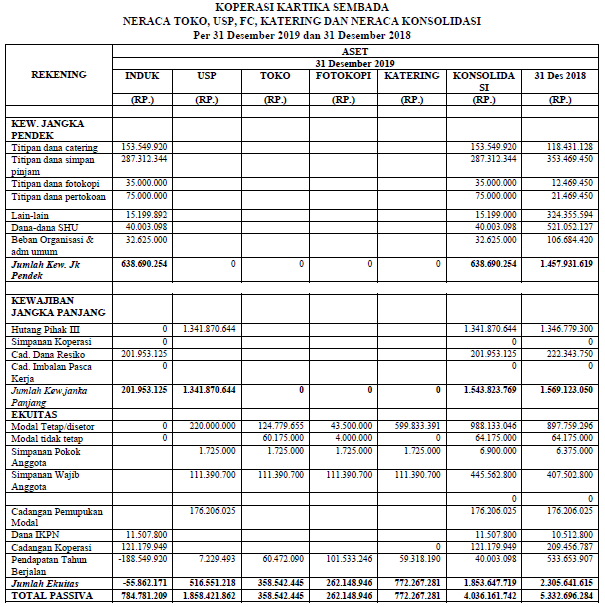 KOPERASI KARTIKA SEMBADA
NERACA TOKO, USP, FC, KATERING DAN NERACA KONSOLIDASI
Per 31 Desember 2019 dan 31 Desember 2018
REKENING ASET
31 Desember 2019
INDUK USP TOKO FOTOKOPI KATERING KONSOLIDA SI 31 Des 2018
(RP.) (RP.) (RP.) (RP.) (RP.) (RP.) (RP.)
KEW. JANGKA
PENDEK
Titipan dana catering 153.549.920 153.549.920 118.431.128
Titipan dana simpan 287.312.344 287.312.344 353.469.450
pinjam
Titipan dana fotokopi 35.000.000 35.000.000 12.469.450
Titipan dana pertokoan 75.000.000 75.000.000 21.469.450
Lain-lain 15.199.892 15.199.000 324.355.594
Dana-dana SHU 40.003.098 40.003.098 521.052.127
Beban Organisasi & 32.625.000 32.625.000 106.684.420
adm umum
Jumlah Kew. Jk 638.690.254 0 0 0 0 638.690.254 1.457.931.619
Pendek
KEWAJIBAN
JANGKA PANJANG
Hutang Pihak III 0 1.341.870.644 1.341.870.644 1.346.779.300
Simpanan Koperasi 0 0 0
Cad. Dana Resiko 201.953.125 201.953.125 222.343.750
Cad. Imbalan Pasca 0 0 0
Kerja
Jumlah Kew.janka 201.953.125 1.341.870.644 0 0 0 1.543.823.769 1.569.123.050
Panjang
EKUITAS
Modal Tetap/disetor 0 220.000.000 124.779.655 43.500.000 599.833.391 988.133.046 897.759.296
Modal tidak tetap 0 60.175.000 4.000.000 0 64.175.000 64.175.000
Simpanan Pokok 1.725.000 1.725.000 1.725.000 1.725.000 6.900.000 6.375.000
Anggota
Simpanan Wajib 111.390.700 111.390.700 111.390.700 111.390.700 445.562.800 407.502.800
Anggota
0 0
Cadangan Pemupukan 176.206.025 176.206.025 176.206.025
Modal
Dana IKPN 11.507.800 11.507.800 10.512.800
Cadangan Koperasi 121.179.949 0 121.179.949 209.456.787
Pendapatan Tahun -188.549.920 7.229.493 60.472.090 101.533.246 59.318.190 40.003.098 533.653.907
Berjalan
Jumlah Ekuitas -55.862.171 516.551.218 358.542.445 262.148.946 772.267.281 1.853.647.719 2.305.641.615
TOTAL PASSIVA 784.781.209 1.858.421.862 358.542.445 262.148.946 772.267.281 4.036.161.742 5.332.696.284